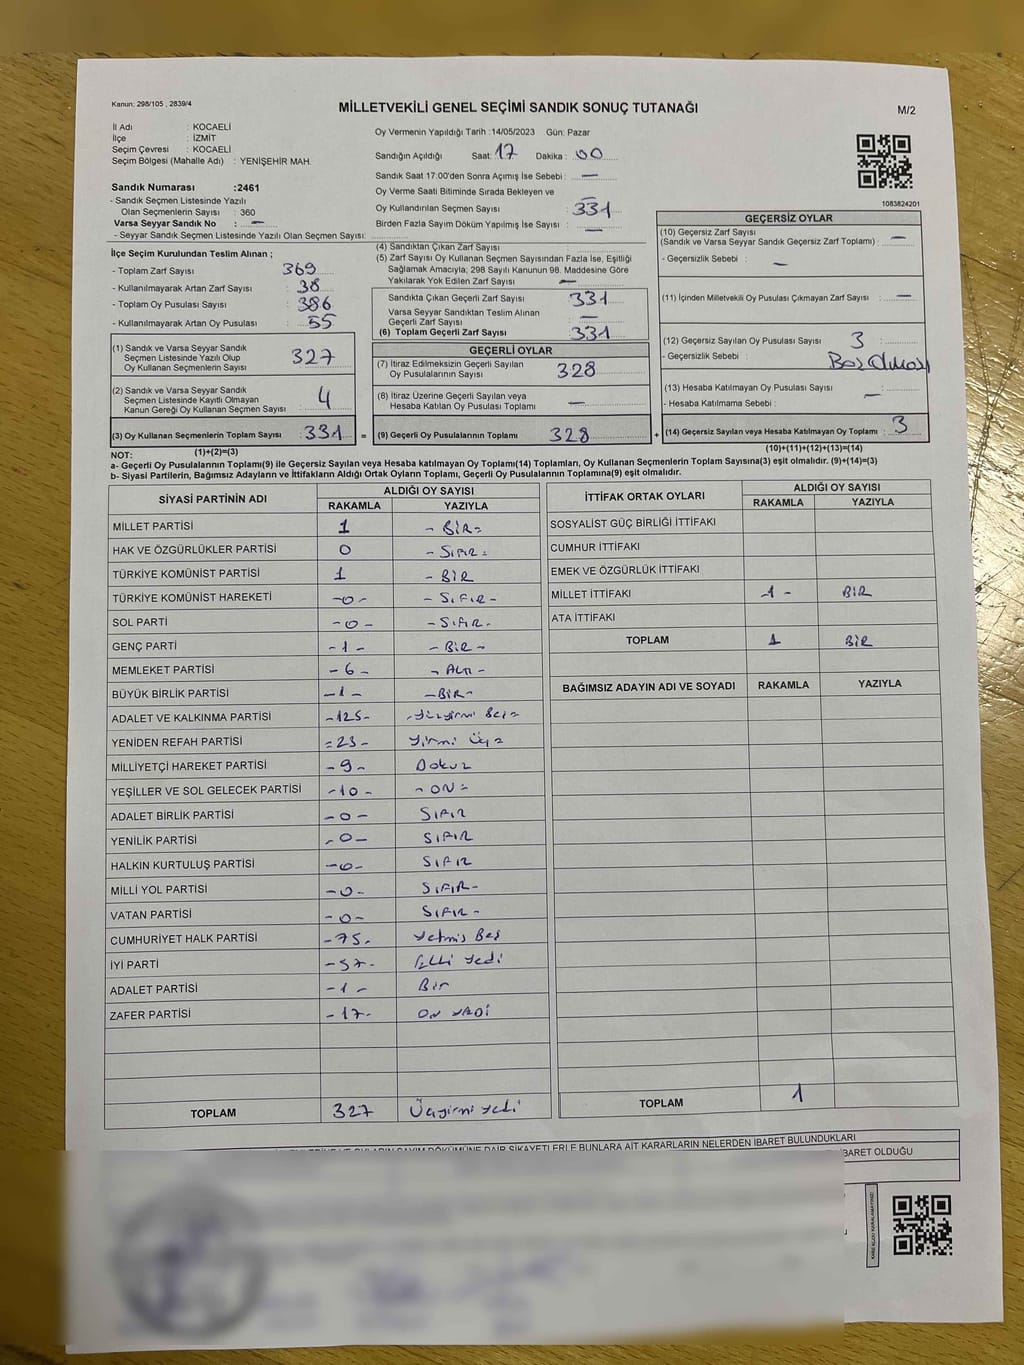 Kanun: 298/105 , 2839/4
MİLLETVEKİLİ GENEL SEÇİMİ SANDIK SONUÇ TUTANAĞI
M/2
İl Adı : KOCAELİ
İlçe : İZMİT
Seçim Çevresi : KOCAELİ
Seçim Bölgesi (Mahalle Adı) : YENİŞEHİR MAH.
Sandık Numarası :2461
- Sandık Seçmen Listesinde Yazılı
Olan Seçmenlerin Sayısı : 360
Varsa Seyyar Sandık No : —
- Seyyar Sandık Seçmen Listesinde Yazılı Olan Seçmen Sayısı:
İlçe Seçim Kurulundan Teslim Alınan ;
- Toplam Zarf Sayısı : 369
- Kullanılmayarak Artan Zarf Sayısı : 38
- Toplam Oy Pusulası Sayısı : 386
- Kullanılmayarak Artan Oy Pusulası : 55
(1) Sandık ve Varsa Seyyar Sandık
Seçmen Listesinde Yazılı Olup
Oy Kullanan Seçmenlerin Sayısı : 327
(2) Sandık ve Varsa Seyyar Sandık
Seçmen Listesinde Kayıtlı Olmayan
Kanun Gereği Oy Kullanan Seçmen Sayısı : 4
(3) Oy Kullanan Seçmenlerin Toplam Sayısı : 331
Oy Vermenin Yapıldığı Tarih :14/05/2023 Gün: Pazar
Sandığın Açıldığı Saat: 17 Dakika : 00
Sandık Saat 17:00'den Sonra Açımış İse Sebebi : —
Oy Verme Saati Bitiminde Sırada Bekleyen ve
Oy Kullandırılan Seçmen Sayısı : — 331
Birden Fazla Sayım Döküm Yapılmış İse Sayısı : —
(4) Sandıktan Çıkan Zarf Sayısı :
(5) Zarf Sayısı Oy Kullanan Seçmen Sayısından Fazla İse, Eşitliği
Sağlamak Amacıyla; 298 Sayılı Kanunun 98. Maddesine Göre
Yakılarak Yok Edilen Zarf Sayısı : —
Sandıkta Çıkan Geçerli Zarf Sayısı : 331
Varsa Seyyar Sandıktan Teslim Alınan
Geçerli Zarf Sayısı : —
(6) Toplam Geçerli Zarf Sayısı : 331
GEÇERLİ OYLAR
(7) İtiraz Edilmeksizin Geçerli Sayılan
Oy Pusulalarının Sayısı : 328
(8) İtiraz Üzerine Geçerli Sayılan veya
Hesaba Katılan Oy Pusulası Toplamı : —
= (9) Geçerli Oy Pusulalarının Toplamı : 328
1083824201
GEÇERSİZ OYLAR
(10) Geçersiz Zarf Sayısı
(Sandık ve Varsa Seyyar Sandık Geçersiz Zarf Toplamı) : —
- Geçersizlik Sebebi : —
(11) İçinden Milletvekili Oy Pusulası Çıkmayan Zarf Sayısı : —
(12) Geçersiz Sayılan Oy Pusulası Sayısı : 3
- Geçersizlik Sebebi :
(13) Hesaba Katılmayan Oy Pusulası Sayısı : —
- Hesaba Katılmama Sebebi :
+ (14) Geçersiz Sayılan veya Hesaba Katılmayan Oy Toplamı : 3
NOT: (1)+(2)=(3) (10)+(11)+(12)+(13)=(14)
a- Geçerli Oy Pusulalarının Toplamı(9) ile Geçersiz Sayılan veya Hesaba katılmayan Oy Toplamı(14) Toplamları, Oy Kullanan Seçmenlerin Toplam Sayısına(3) eşit olmalıdır. (9)+(14)=(3)
b- Siyasi Partilerin, Bağımsız Adayların ve İttifakların Aldığı Ortak Oyların Toplamı, Geçerli Oy Pusulalarının Toplamına(9) eşit olmalıdır.
SİYASİ PARTİNİN ADI ALDIĞI OY SAYISI
RAKAMLA YAZIYLA
MİLLET PARTİSİ 1 - BİR -
HAK VE ÖZGÜRLÜKLER PARTİSİ 0 - SIFIR -
TÜRKİYE KOMÜNİST PARTİSİ 1 - BİR
TÜRKİYE KOMÜNİST HAREKETİ -0- - SIFIR -
SOL PARTİ -0- - SIFIR -
GENÇ PARTİ -1- - BİR -
MEMLEKET PARTİSİ -6- - ALTI -
BÜYÜK BİRLİK PARTİSİ -1- - BİR -
ADALET VE KALKINMA PARTİSİ -125- - Yüzyirmi Beş -
YENİDEN REFAH PARTİSİ -23- Yirmi Üç -
MİLLİYETÇİ HAREKET PARTİSİ -9- Dokuz
YEŞİLLER VE SOL GELECEK PARTİSİ -10- - ON -
ADALET BİRLİK PARTİSİ -0- SIFIR
YENİLİK PARTİSİ -0- SIFIR
HALKIN KURTULUŞ PARTİSİ -0- SIFIR
MİLLİ YOL PARTİSİ -0- SIFIR-
VATAN PARTİSİ -0- SIFIR -
CUMHURİYET HALK PARTİSİ -75- Yetmiş Beş
İYİ PARTİ -57- Elli Yedi
ADALET PARTİSİ -1- Bir
ZAFER PARTİSİ -17- ON YEDİ
TOPLAM 327 Üçyirmi yedi
İTTİFAK ORTAK OYLARI ALDIĞI OY SAYISI
RAKAMLA YAZIYLA
SOSYALİST GÜÇ BİRLİĞİ İTTİFAKI
CUMHUR İTTİFAKI
EMEK VE ÖZGÜRLÜK İTTİFAKI
MİLLET İTTİFAKI -1- BİR
ATA İTTİFAKI
TOPLAM 1 BİR
BAĞIMSIZ ADAYIN ADI VE SOYADI RAKAMLA YAZIYLA
TOPLAM 1
DÖKÜMÜNE DAİR ŞİKAYETLERLE BUNLARA AİT KARARLARIN NELERDEN İBARET BULUNDUKLARI
İBARET OLDUĞU